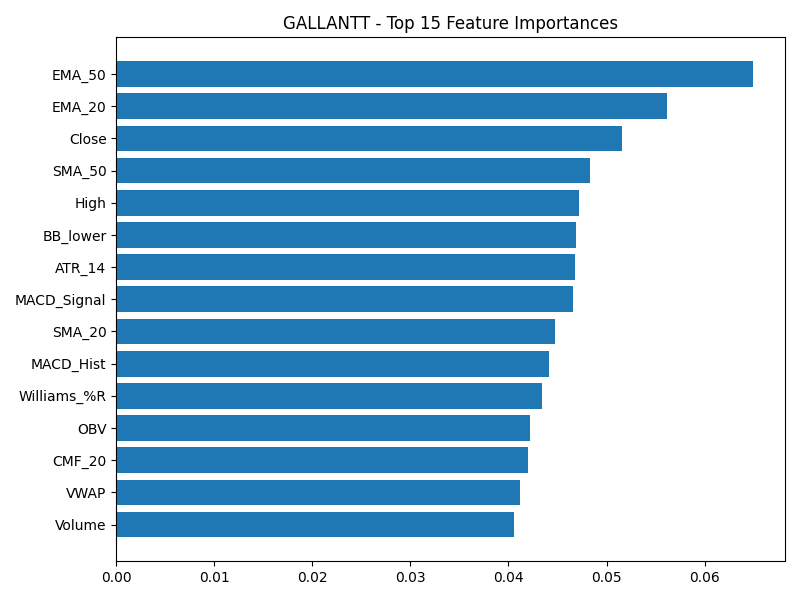 GALLANTT - Top 15 Feature Importances
EMA_50
EMA_20
Close
SMA_50
High
BB_lower
ATR_14
MACD_Signal
SMA_20
MACD_Hist
Williams_%R
OBV
CMF_20
VWAP
Volume
0.00 0.01 0.02 0.03 0.04 0.05 0.06